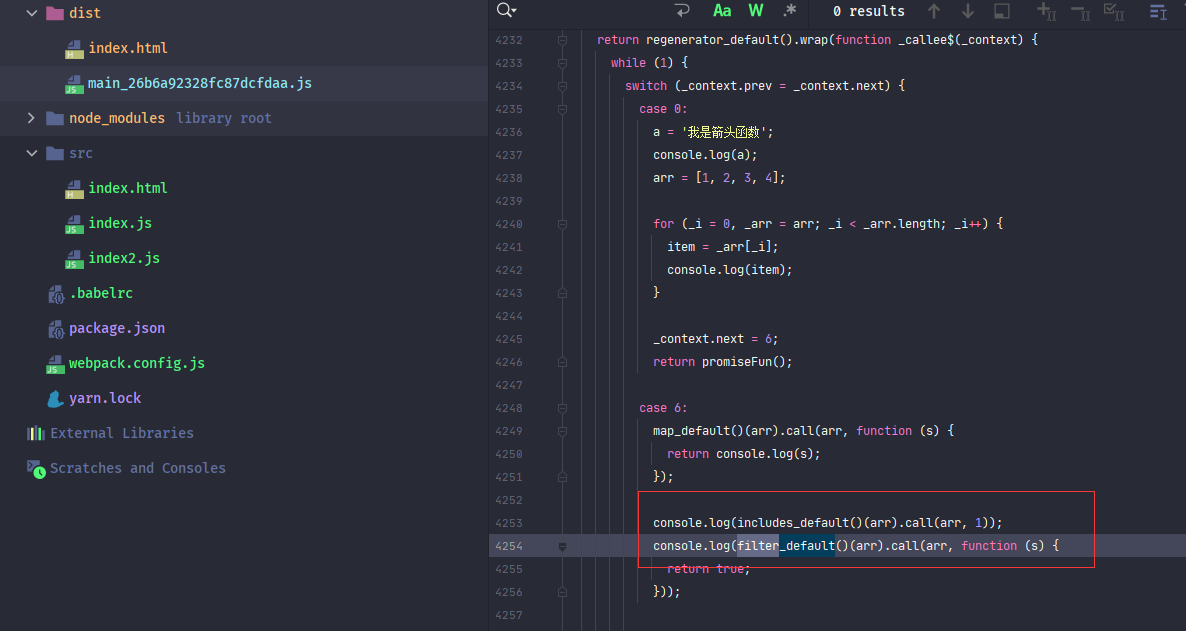 dist
index.html
main_26b6a92328fc87dcfdaa.js
node_modules library root
src
index.html
index.js
index2.js
.babelrc
package.json
webpack.config.js
yarn.lock
External Libraries
Scratches and Consoles
Aa W .* 0 results
4232 return regenerator_default().wrap(function _callee$(_context) {
4233 while (1) {
4234 switch (_context.prev = _context.next) {
4235 case 0:
4236 a = '我是箭头函数';
4237 console.log(a);
4238 arr = [1, 2, 3, 4];
4239
4240 for (_i = 0, _arr = arr; _i < _arr.length; _i++) {
4241 item = _arr[_i];
4242 console.log(item);
4243 }
4244
4245 _context.next = 6;
4246 return promiseFun();
4247
4248 case 6:
4249 map_default()(arr).call(arr, function (s) {
4250 return console.log(s);
4251 });
4252
4253 console.log(includes_default()(arr).call(arr, 1));
4254 console.log(filter_default()(arr).call(arr, function (s) {
4255 return true;
4256 }));
4257